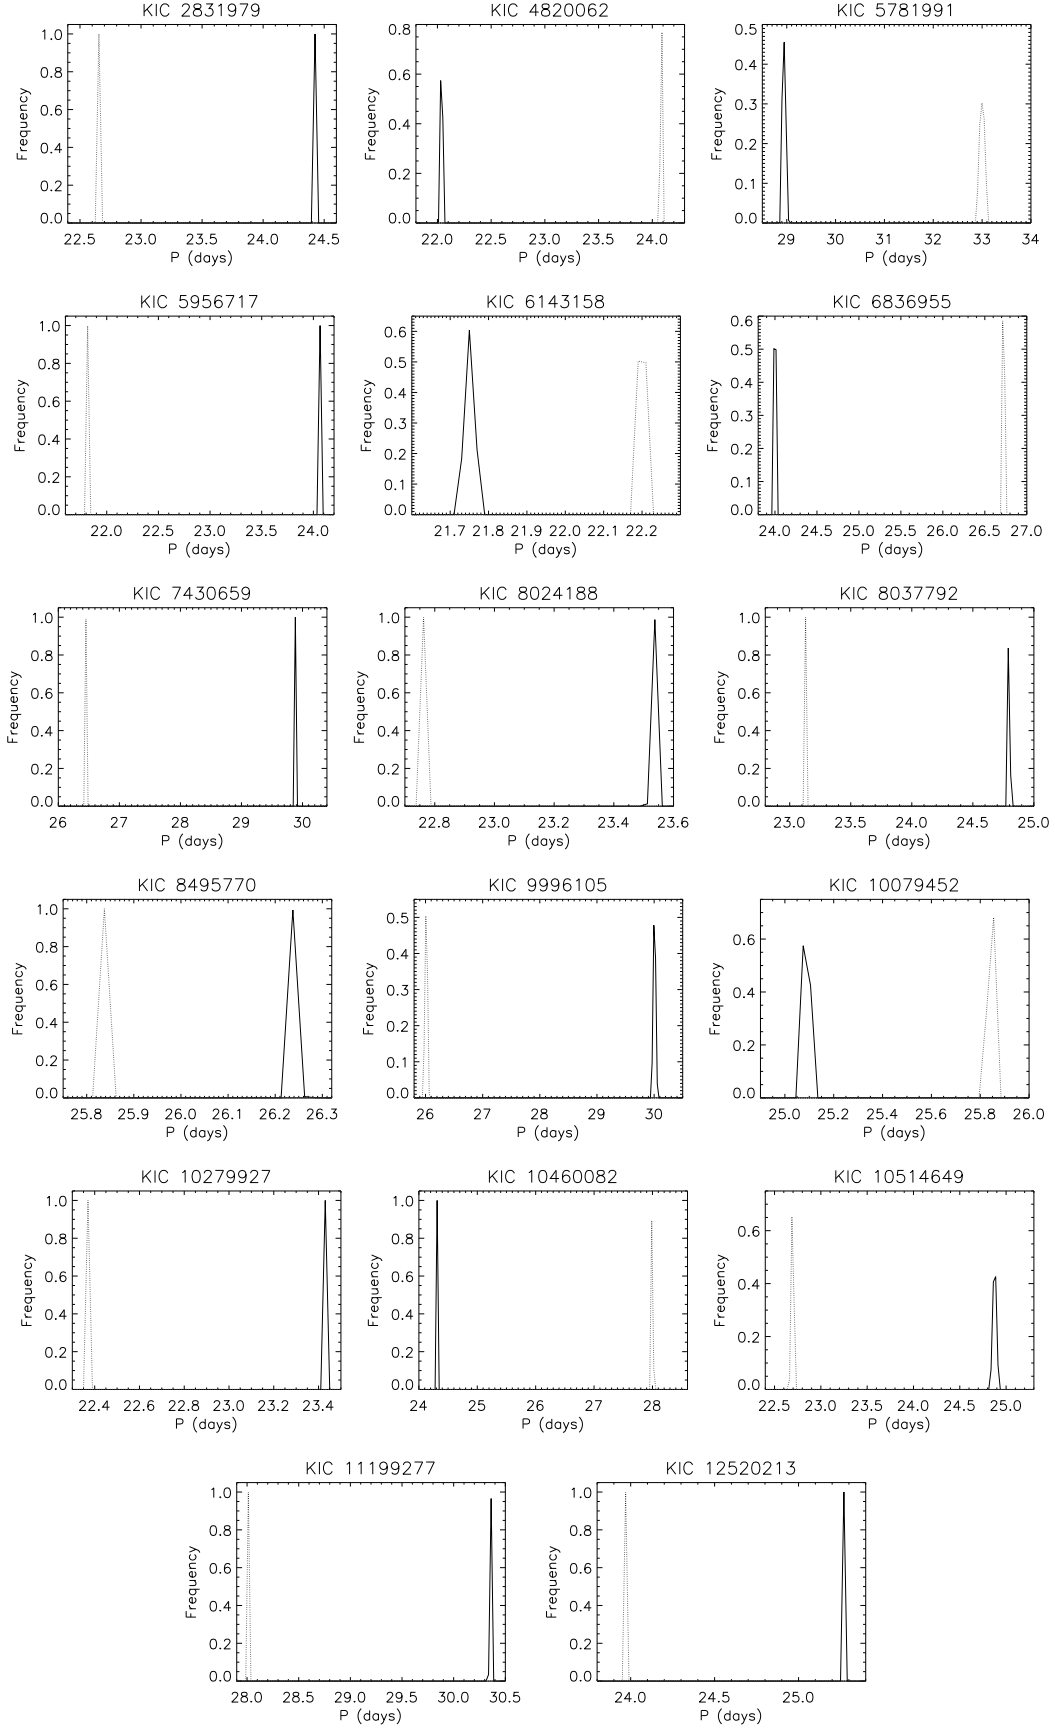 KIC 2831979
KIC 4820062
KIC 5781991
Frequency
1.0
0.8
0.6
0.4
0.2
0.0
22.5 23.0 23.5 24.0 24.5
P (days)
Frequency
0.8
0.6
0.4
0.2
0.0
22.0 22.5 23.0 23.5 24.0
P (days)
Frequency
0.5
0.4
0.3
0.2
0.1
0.0
29 30 31 32 33 34
P (days)
KIC 5956717
KIC 6143158
KIC 6836955
Frequency
1.0
0.8
0.6
0.4
0.2
0.0
22.0 22.5 23.0 23.5 24.0
P (days)
Frequency
0.6
0.5
0.4
0.3
0.2
0.1
0.0
21.7 21.8 21.9 22.0 22.1 22.2
P (days)
Frequency
0.6
0.5
0.4
0.3
0.2
0.1
0.0
24.0 24.5 25.0 25.5 26.0 26.5 27.0
P (days)
KIC 7430659
KIC 8024188
KIC 8037792
Frequency
1.0
0.8
0.6
0.4
0.2
0.0
26 27 28 29 30
P (days)
Frequency
1.0
0.8
0.6
0.4
0.2
0.0
22.8 23.0 23.2 23.4 23.6
P (days)
Frequency
1.0
0.8
0.6
0.4
0.2
0.0
23.0 23.5 24.0 24.5 25.0
P (days)
KIC 8495770
KIC 9996105
KIC 10079452
Frequency
1.0
0.8
0.6
0.4
0.2
0.0
25.8 25.9 26.0 26.1 26.2 26.3
P (days)
Frequency
0.5
0.4
0.3
0.2
0.1
0.0
26 27 28 29 30
P (days)
Frequency
0.6
0.4
0.2
0.0
25.0 25.2 25.4 25.6 25.8 26.0
P (days)
KIC 10279927
KIC 10460082
KIC 10514649
Frequency
1.0
0.8
0.6
0.4
0.2
0.0
22.4 22.6 22.8 23.0 23.2 23.4
P (days)
Frequency
1.0
0.8
0.6
0.4
0.2
0.0
24 25 26 27 28
P (days)
Frequency
0.6
0.4
0.2
0.0
22.5 23.0 23.5 24.0 24.5 25.0
P (days)
KIC 11199277
KIC 12520213
Frequency
1.0
0.8
0.6
0.4
0.2
0.0
28.0 28.5 29.0 29.5 30.0 30.5
P (days)
Frequency
1.0
0.8
0.6
0.4
0.2
0.0
24.0 24.5 25.0
P (days)